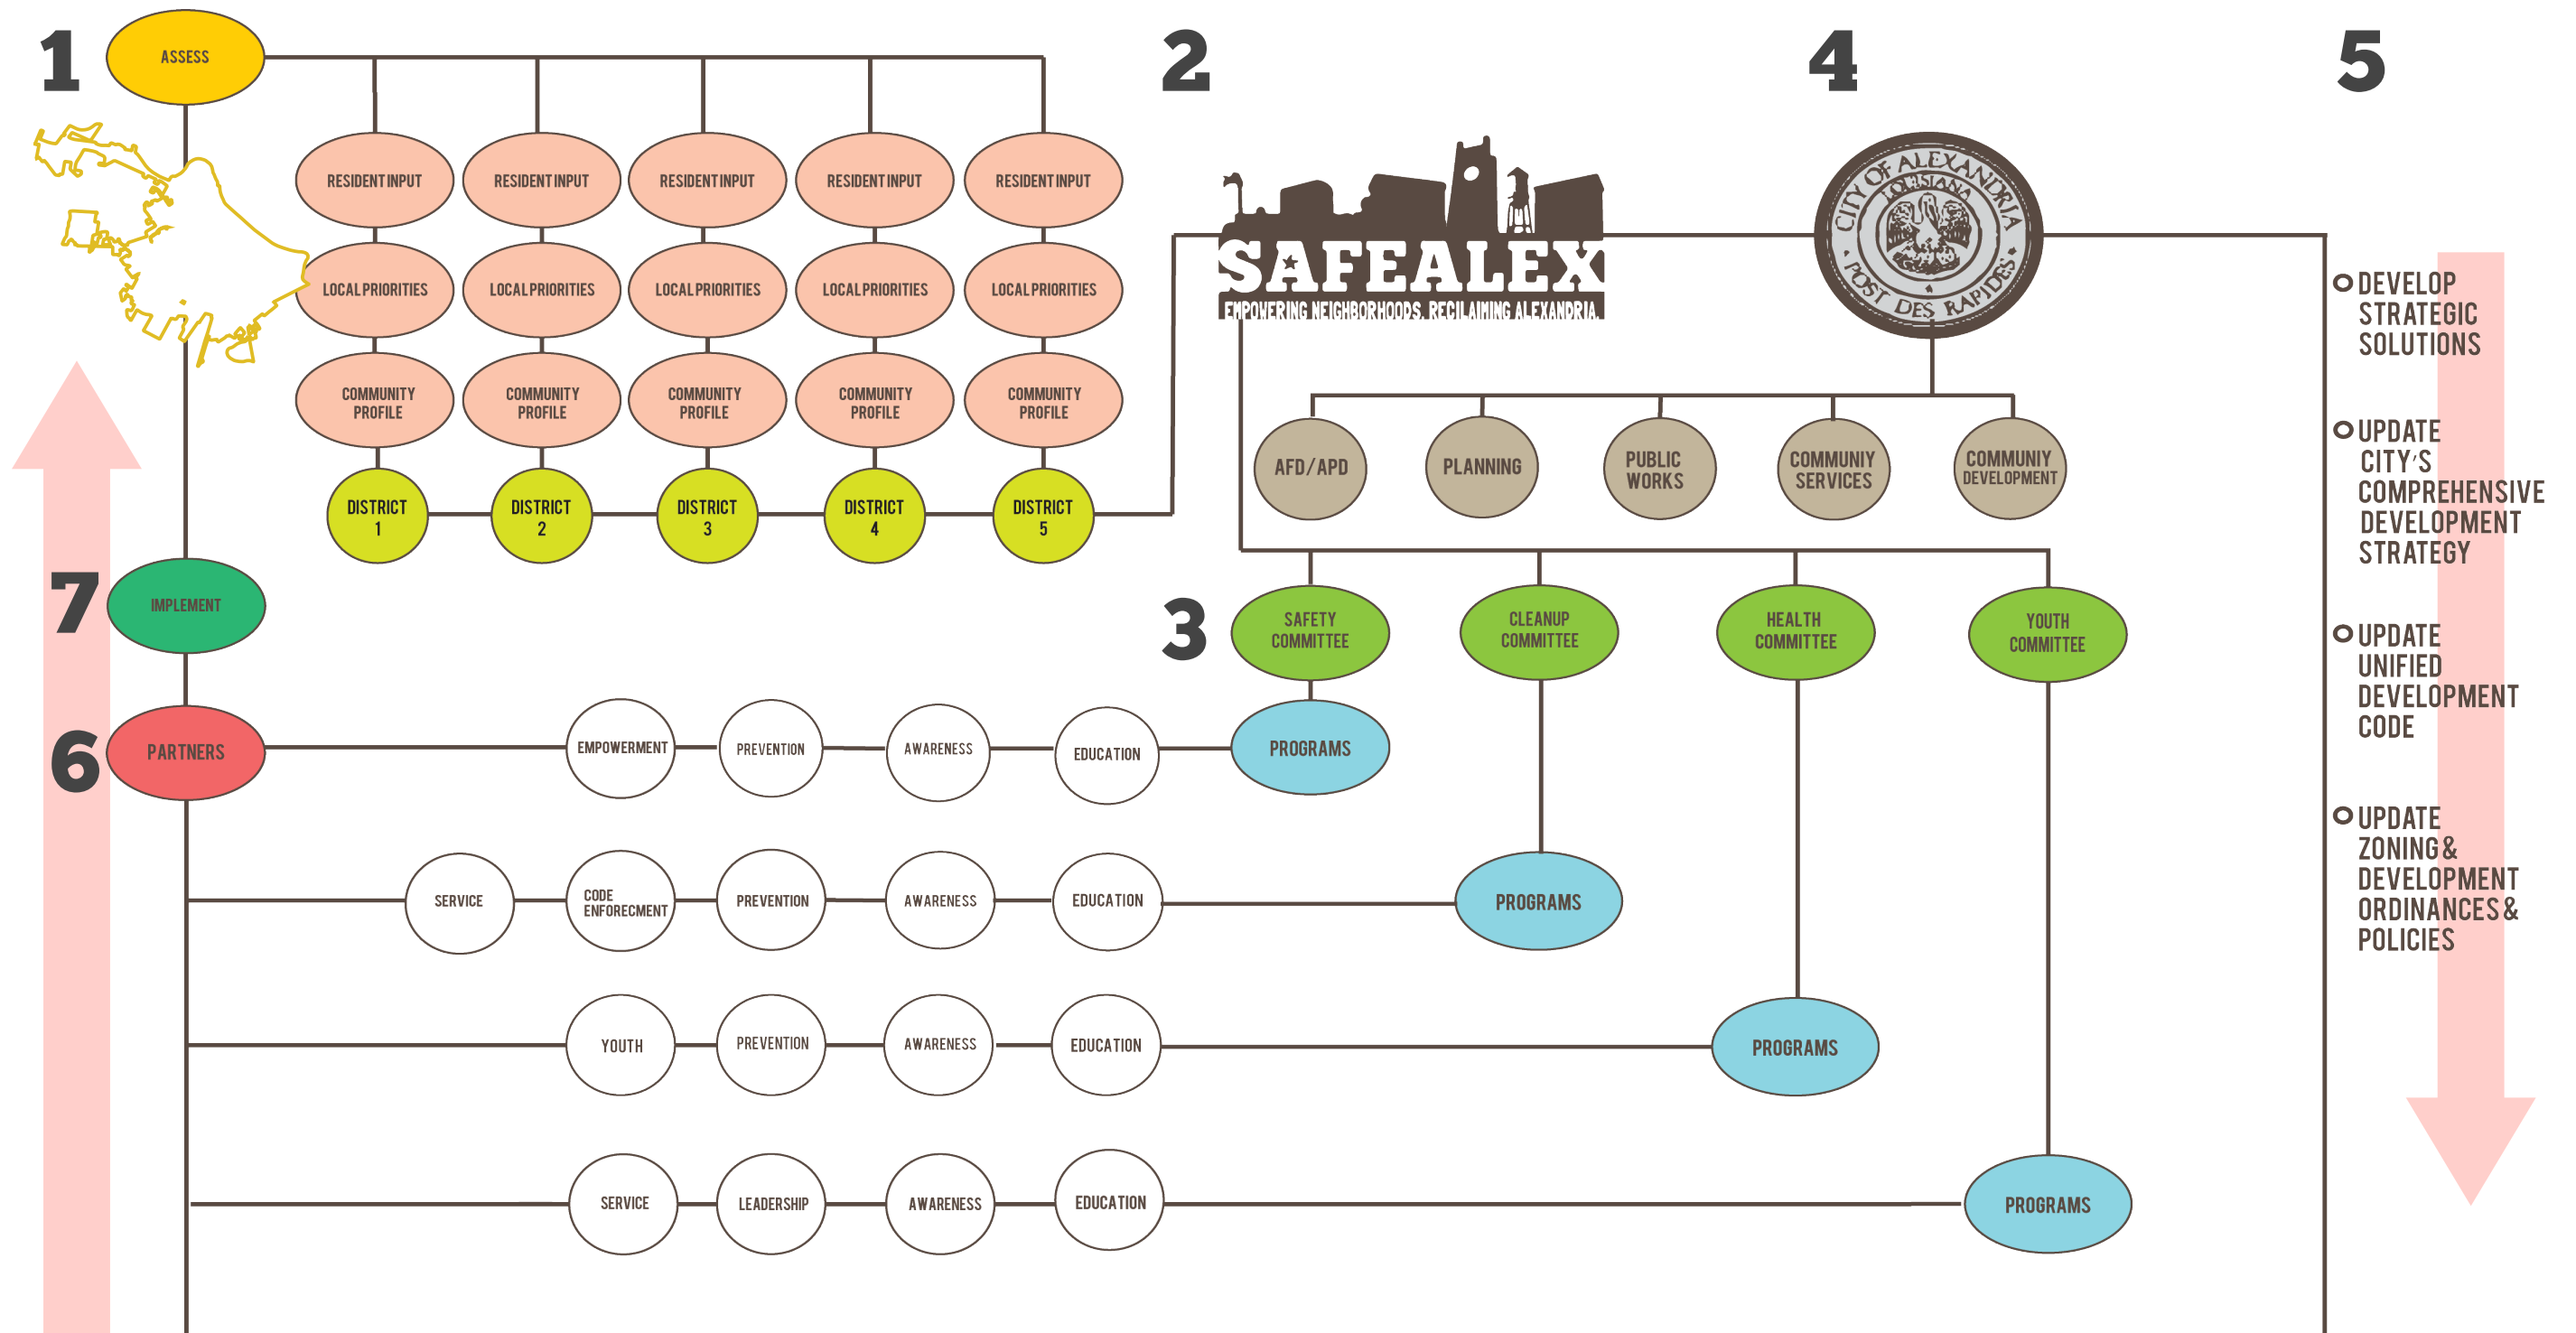 1
ASSESS
2
4
5
RESIDENT INPUT
RESIDENT INPUT
RESIDENT INPUT
RESIDENT INPUT
RESIDENT INPUT
LOCAL PRIORITIES
LOCAL PRIORITIES
LOCAL PRIORITIES
LOCAL PRIORITIES
LOCAL PRIORITIES
COMMUNITY
PROFILE
COMMUNITY
PROFILE
COMMUNITY
PROFILE
COMMUNITY
PROFILE
COMMUNITY
PROFILE
DISTRICT
1
DISTRICT
2
DISTRICT
3
DISTRICT
4
DISTRICT
5
SAFEALEX
EMPOWERING NEIGHBORHOODS. RECILAIMING ALEXANDRIA.
CITY OF ALEXANDRIA
LOUISIANA
POST DES RAPIDES
AFD/APD
PLANNING
PUBLIC
WORKS
COMMUNIY
SERVICES
COMMUNIY
DEVELOPMENT
DEVELOP
STRATEGIC
SOLUTIONS
UPDATE
CITY'S
COMPREHENSIVE
DEVELOPMENT
STRATEGY
UPDATE
UNIFIED
DEVELOPMENT
CODE
UPDATE
ZONING &
DEVELOPMENT
ORDINANCES &
POLICIES
7
IMPLEMENT
3
SAFETY
COMMITTEE
CLEANUP
COMMITTEE
HEALTH
COMMITTEE
YOUTH
COMMITTEE
6
PARTNERS
EMPOWERMENT
PREVENTION
AWARENESS
EDUCATION
PROGRAMS
SERVICE
CODE
ENFORECMENT
PREVENTION
AWARENESS
EDUCATION
PROGRAMS
YOUTH
PREVENTION
AWARENESS
EDUCATION
PROGRAMS
SERVICE
LEADERSHIP
AWARENESS
EDUCATION
PROGRAMS